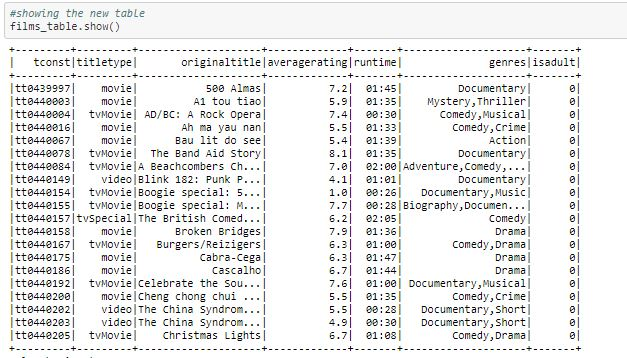 #showing the new table
films_table.show()
+---------+---------+--------------------+-------------+-------+--------------------+-------+
|   tconst|titletype|       originaltitle|averagerating|runtime|              genres|isadult|
+---------+---------+--------------------+-------------+-------+--------------------+-------+
|tt0439997|    movie|           500 Almas|          7.2|  01:45|         Documentary|      0|
|tt0440003|    movie|         A1 tou tiao|          5.9|  01:35|    Mystery,Thriller|      0|
|tt0440004|  tvMovie| AD/BC: A Rock Opera|          7.4|  00:30|      Comedy,Musical|      0|
|tt0440016|    movie|        Ah ma yau nan|          5.5|  01:33|        Comedy,Crime|      0|
|tt0440067|    movie|       Bau lit do see|          5.4|  01:39|              Action|      0|
|tt0440078|  tvMovie|  The Band Aid Story|          8.1|  01:35|         Documentary|      0|
|tt0440084|  tvMovie|A Beachcombers Ch...|          7.0|  02:00|Adventure,Comedy,...|      0|
|tt0440149|    video|Blink 182: Punk P...|          4.1|  01:01|         Documentary|      0|
|tt0440154|  tvMovie|Boogie special: 5...|          1.0|  00:26|   Documentary,Music|      0|
|tt0440155|  tvMovie|Boogie special: M...|          7.7|  00:28|Biography,Documen...|      0|
|tt0440157|tvSpecial|The British Comed...|          6.2|  02:05|              Comedy|      0|
|tt0440158|    movie|      Broken Bridges|          7.9|  01:36|               Drama|      0|
|tt0440167|  tvMovie|   Burgers/Reizigers|          6.3|  01:00|        Comedy,Drama|      0|
|tt0440175|    movie|          Cabra-Cega|          6.3|  01:47|               Drama|      0|
|tt0440186|    movie|            Cascalho|          6.7|  01:44|               Drama|      0|
|tt0440192|  tvMovie|Celebrate the Sou...|          7.6|  01:00| Documentary,Musical|      0|
|tt0440200|    movie|Cheng chong chui ...|          5.5|  01:35|        Comedy,Crime|      0|
|tt0440202|    video|The China Syndrom...|          5.5|  00:28|   Documentary,Short|      0|
|tt0440203|    video|The China Syndrom...|          4.9|  00:30|   Documentary,Short|      0|
|tt0440205|  tvMovie|    Christmas Lights|          6.7|  01:08|        Comedy,Drama|      0|
+---------+---------+--------------------+-------------+-------+--------------------+-------+